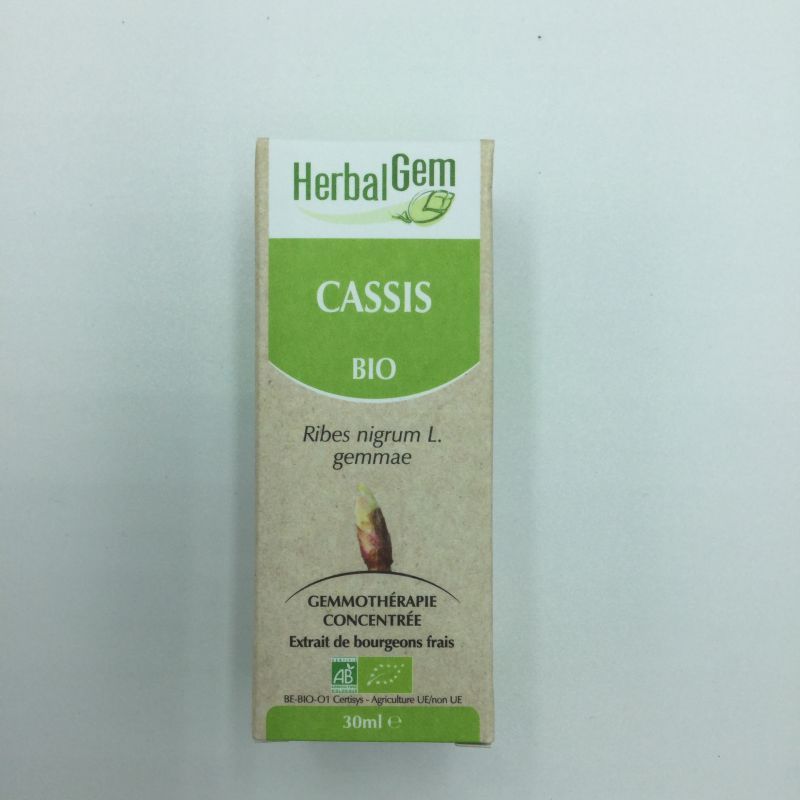 HerbalGem
CASSIS
BIO
Ribes nigrum L.
gemmae
GEMMOTHÉRAPIE
CONCENTRÉE
Extrait de bourgeons frais
AB
BE-BIO-O1 Certisys - Agriculture UE/non UE
30ml e